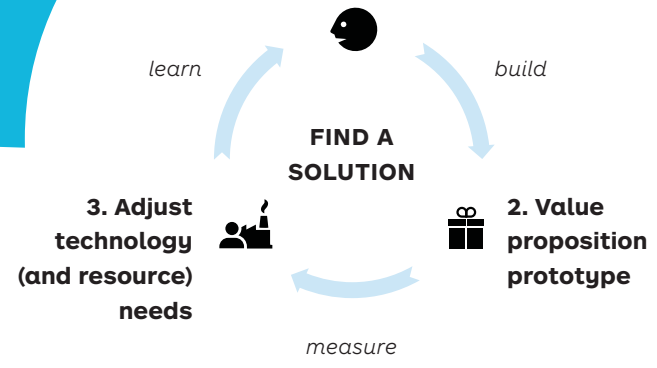 learn
build
FIND A
SOLUTION
3. Adjust
technology
(and resource)
needs
2. Value
proposition
prototype
measure